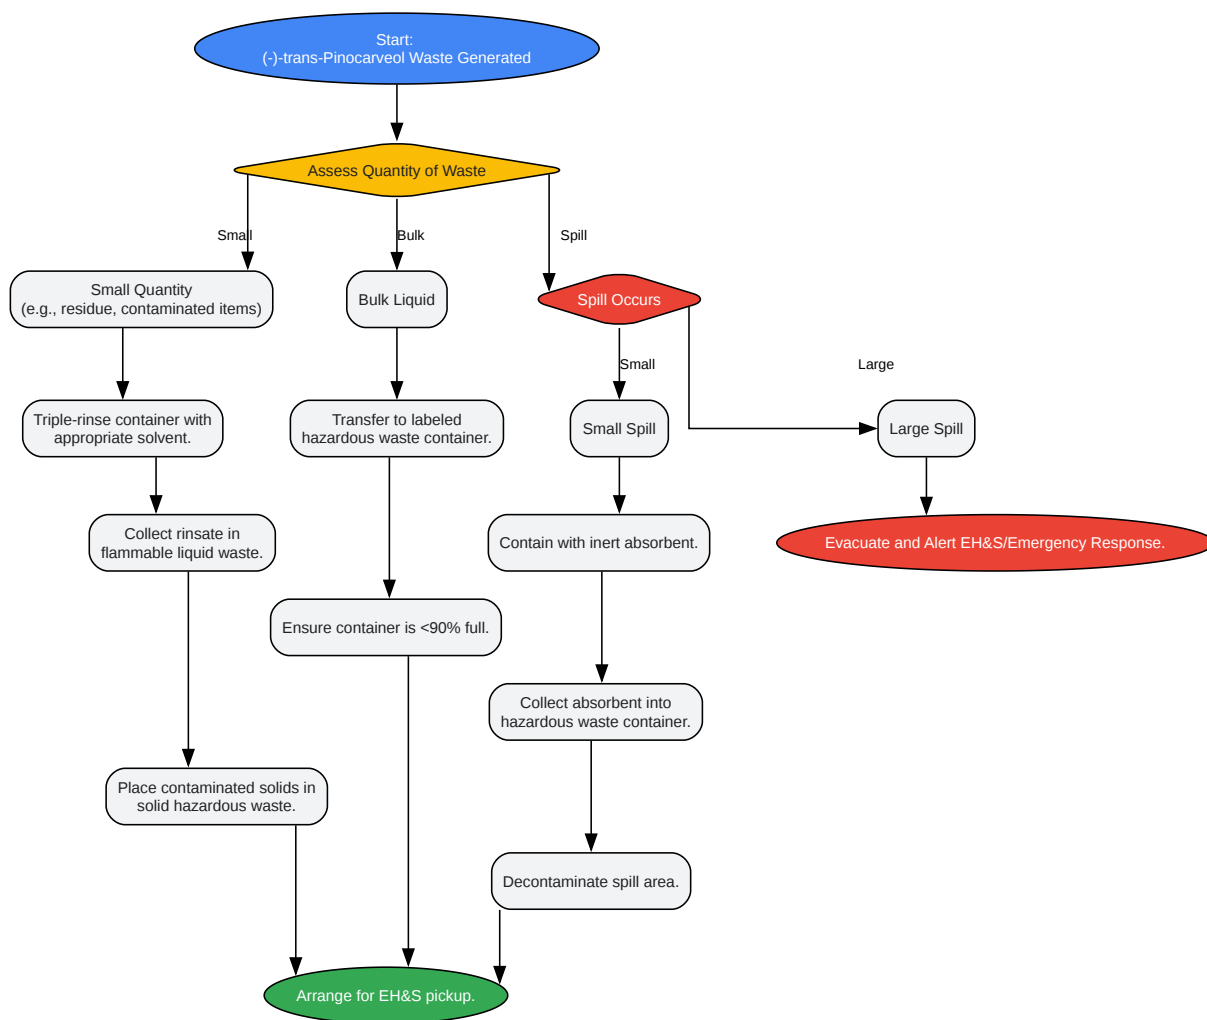 Start:
(-)-trans-Pinocarveol Waste Generated
Assess Quantity of Waste
Small
Bulk
Spill
Small Quantity
(e.g., residue, contaminated items)
Bulk Liquid
Spill Occurs
Small
Large
Triple-rinse container with
appropriate solvent.
Transfer to labeled
hazardous waste container.
Small Spill
Large Spill
Collect rinsate in
flammable liquid waste.
Contain with inert absorbent.
Evacuate and Alert EH&S/Emergency Response.
Ensure container is <90% full.
Collect absorbent into
hazardous waste container.
Place contaminated solids in
solid hazardous waste.
Decontaminate spill area.
Arrange for EH&S pickup.